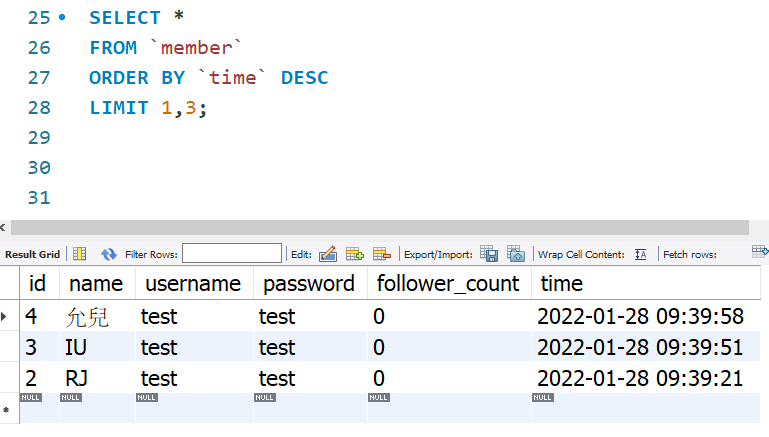 25 SELECT *
26 FROM `member`
27 ORDER BY `time` DESC
28 LIMIT 1,3;
29
30
31
Result Grid Filter Rows: Edit: Export/Import: Wrap Cell Content: Fetch rows:
id name username password follower_count time
4 允兒 test test 0 2022-01-28 09:39:58
3 IU test test 0 2022-01-28 09:39:51
2 RJ test test 0 2022-01-28 09:39:21
NULL NULL NULL NULL NULL NULL